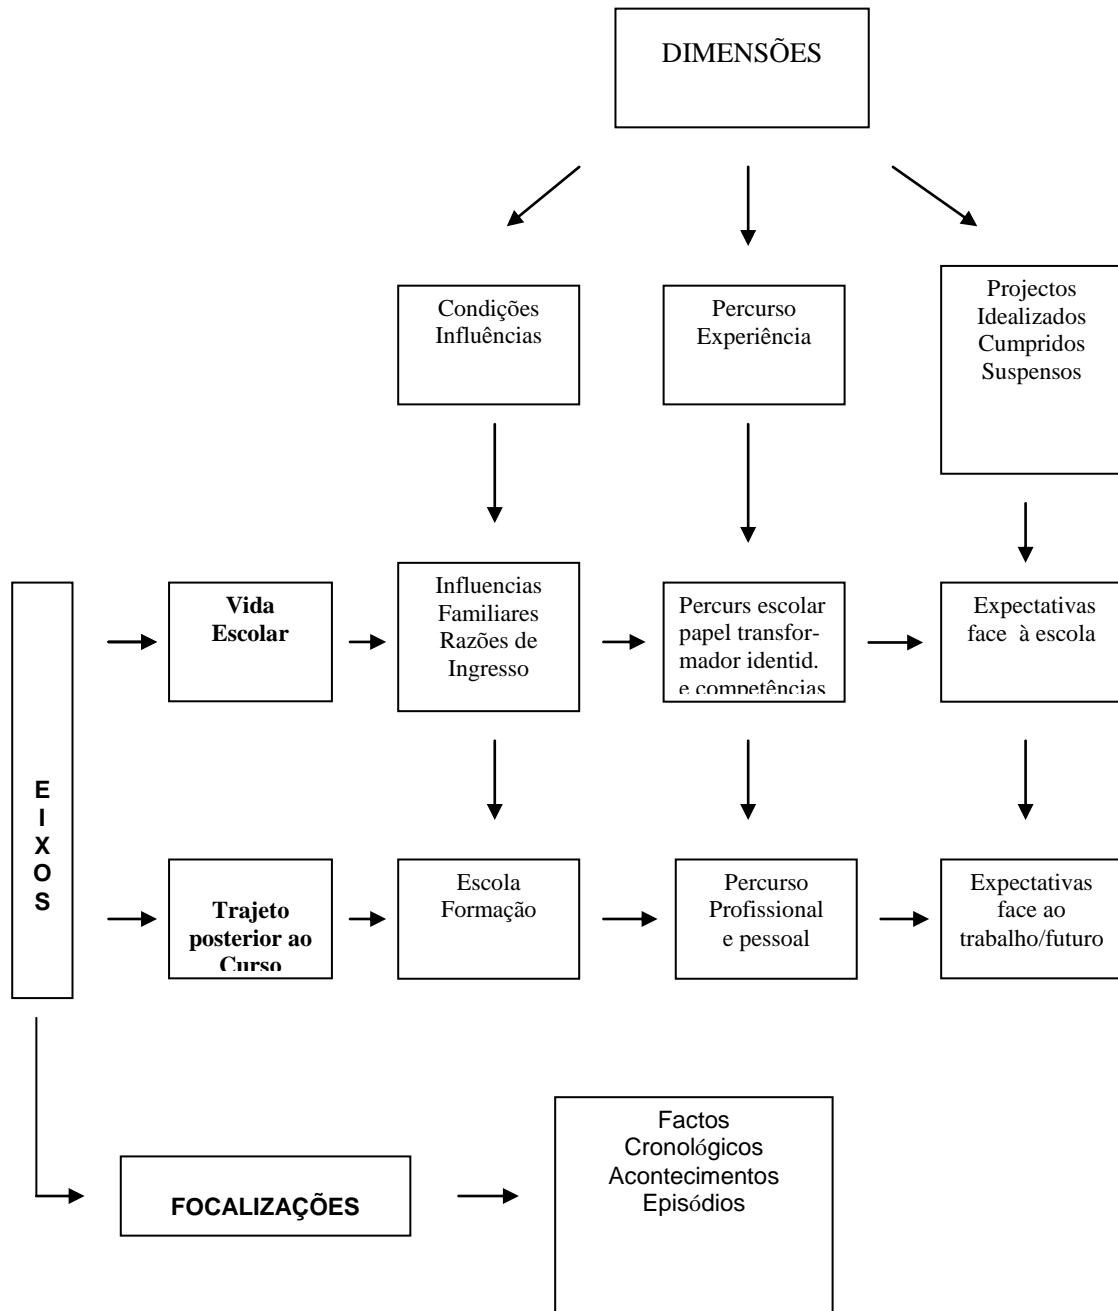 DIMENSÕES
Condições
Influências
Percurso
Experiência
Projectos
Idealizados
Cumpridos
Suspensos
E
I
X
O
S
Vida
Escolar
Influencias
Familiares
Razões de
Ingresso
Percurs escolar
papel transfor-
mador identid.
e competências
Expectativas
face à escola
Trajeto
posterior ao
Curso
Escola
Formação
Percurso
Profissional
e pessoal
Expectativas
face ao
trabalho/futuro
FOCALIZAÇÕES
Factos
Cronológicos
Acontecimentos
Episódios